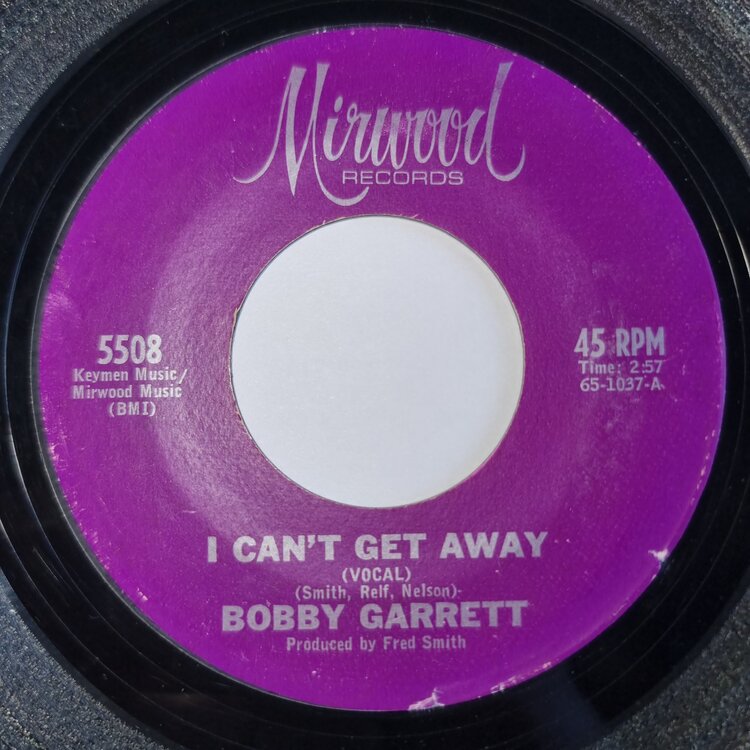 Mirwood
RECORDS
5508
Keymen Music/
Mirwood Music
(BMI)
45 RPM
Time: 2:57
65-1037-A
I CAN'T GET AWAY
(VOCAL)
(Smith, Relf, Nelson)
BOBBY GARRETT
Produced by Fred Smith